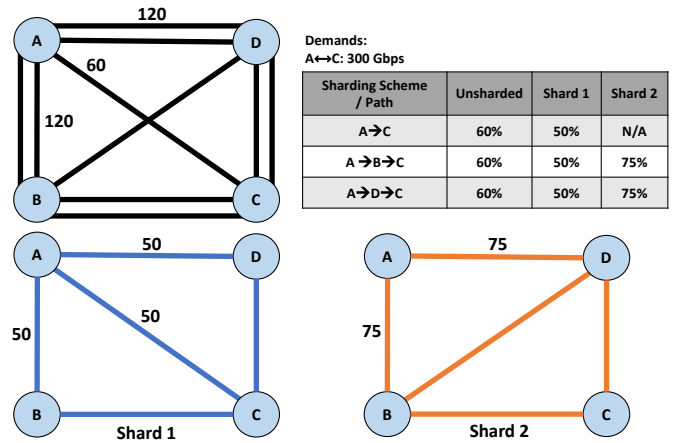 120
A
D
60
120
B
C
Demands:
A↔C: 300 Gbps
Sharding Scheme / Path Unsharded Shard 1 Shard 2
A→C 60% 50% N/A
A→B→C 60% 50% 75%
A→D→C 60% 50% 75%
50
A
D
50
50
B
C
Shard 1
75
A
D
75
B
C
Shard 2